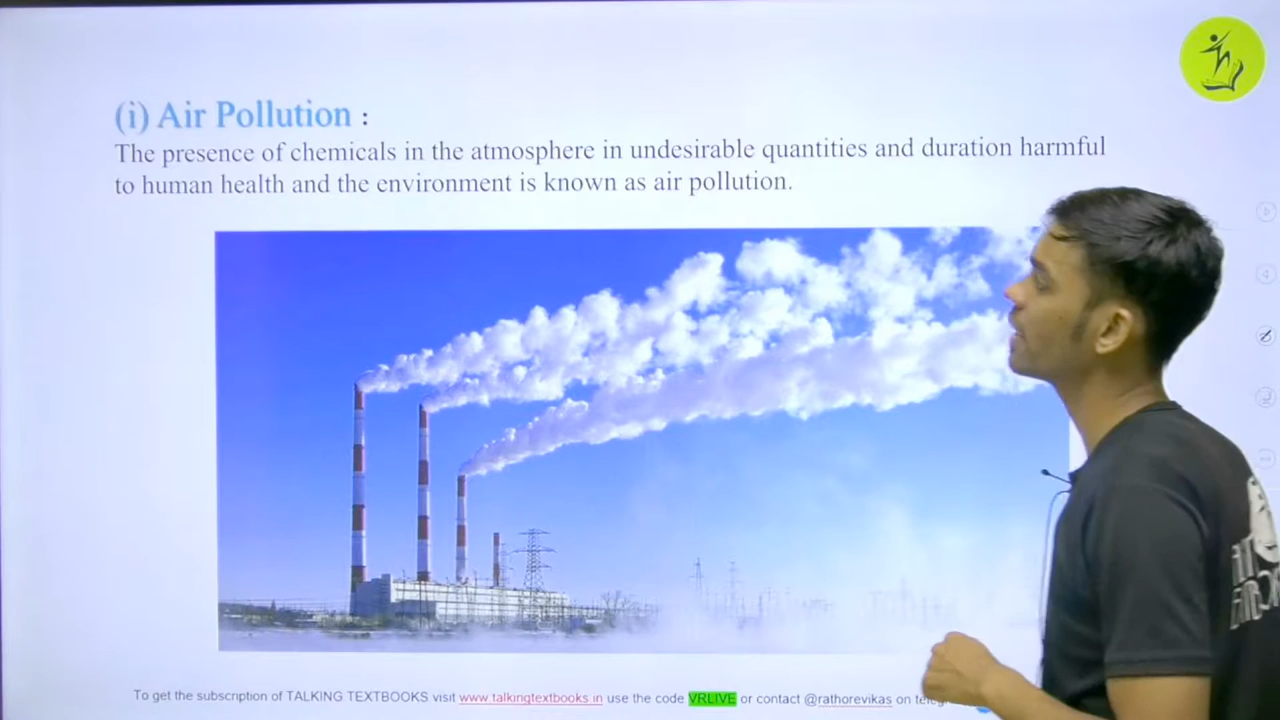 (i) Air Pollution :
The presence of chemicals in the atmosphere in undesirable quantities and duration harmful
to human health and the environment is known as air pollution.
To get the subscription of TALKING TEXTBOOKS visit www.talkingtextbooks.in use the code VRLIVE or contact @rathorevikas on